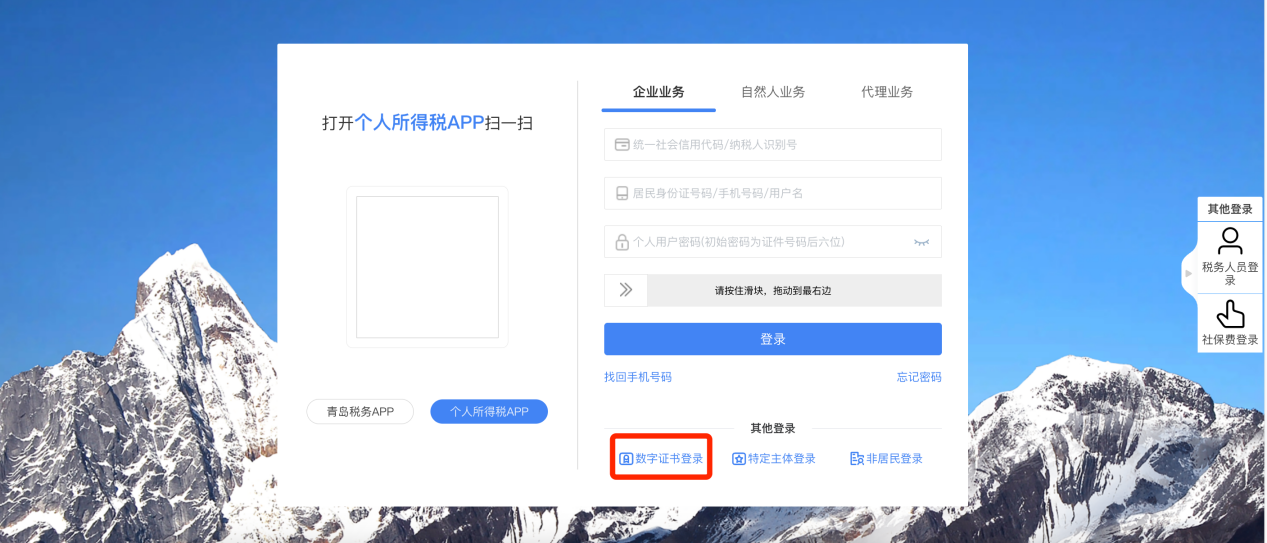 打开个人所得税APP扫一扫
青岛税务APP
个人所得税APP
企业业务
自然人业务
代理业务
统一社会信用代码/纳税人识别号
居民身份证号码/手机号码/用户名
个人用户密码(初始密码为证件号码后六位)
请按住滑块，拖动到最右边
登录
找回手机号码
忘记密码
其他登录
数字证书登录
特定主体登录
非居民登录
其他登录
税务人员登
录
社保费登录